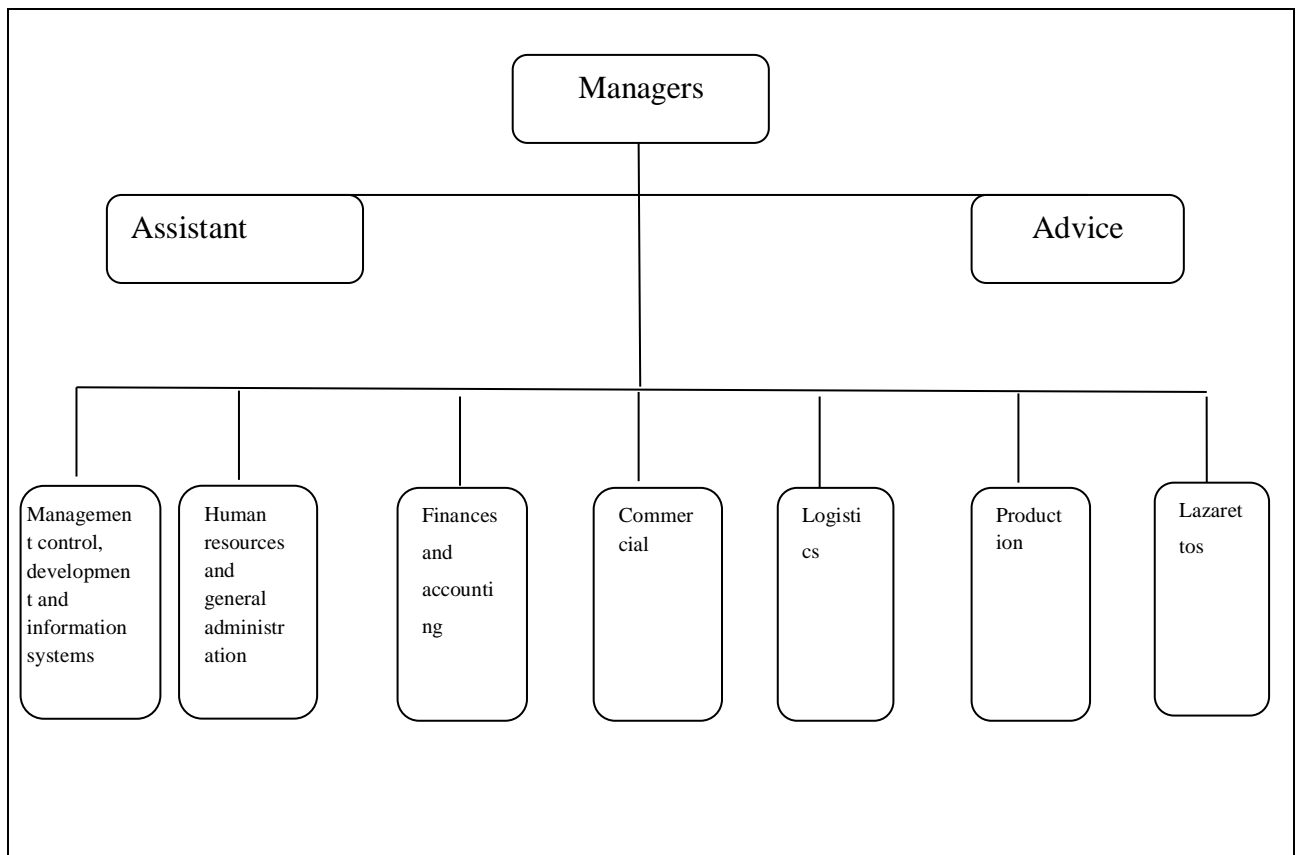 Managers
Assistant
Advice
Managemen
t control,
developmen
t and
information
systems
Human
resources
and
general
administr
ation
Finances
and
accounti
ng
Commer
cial
Logisti
cs
Product
ion
Lazaret
tos